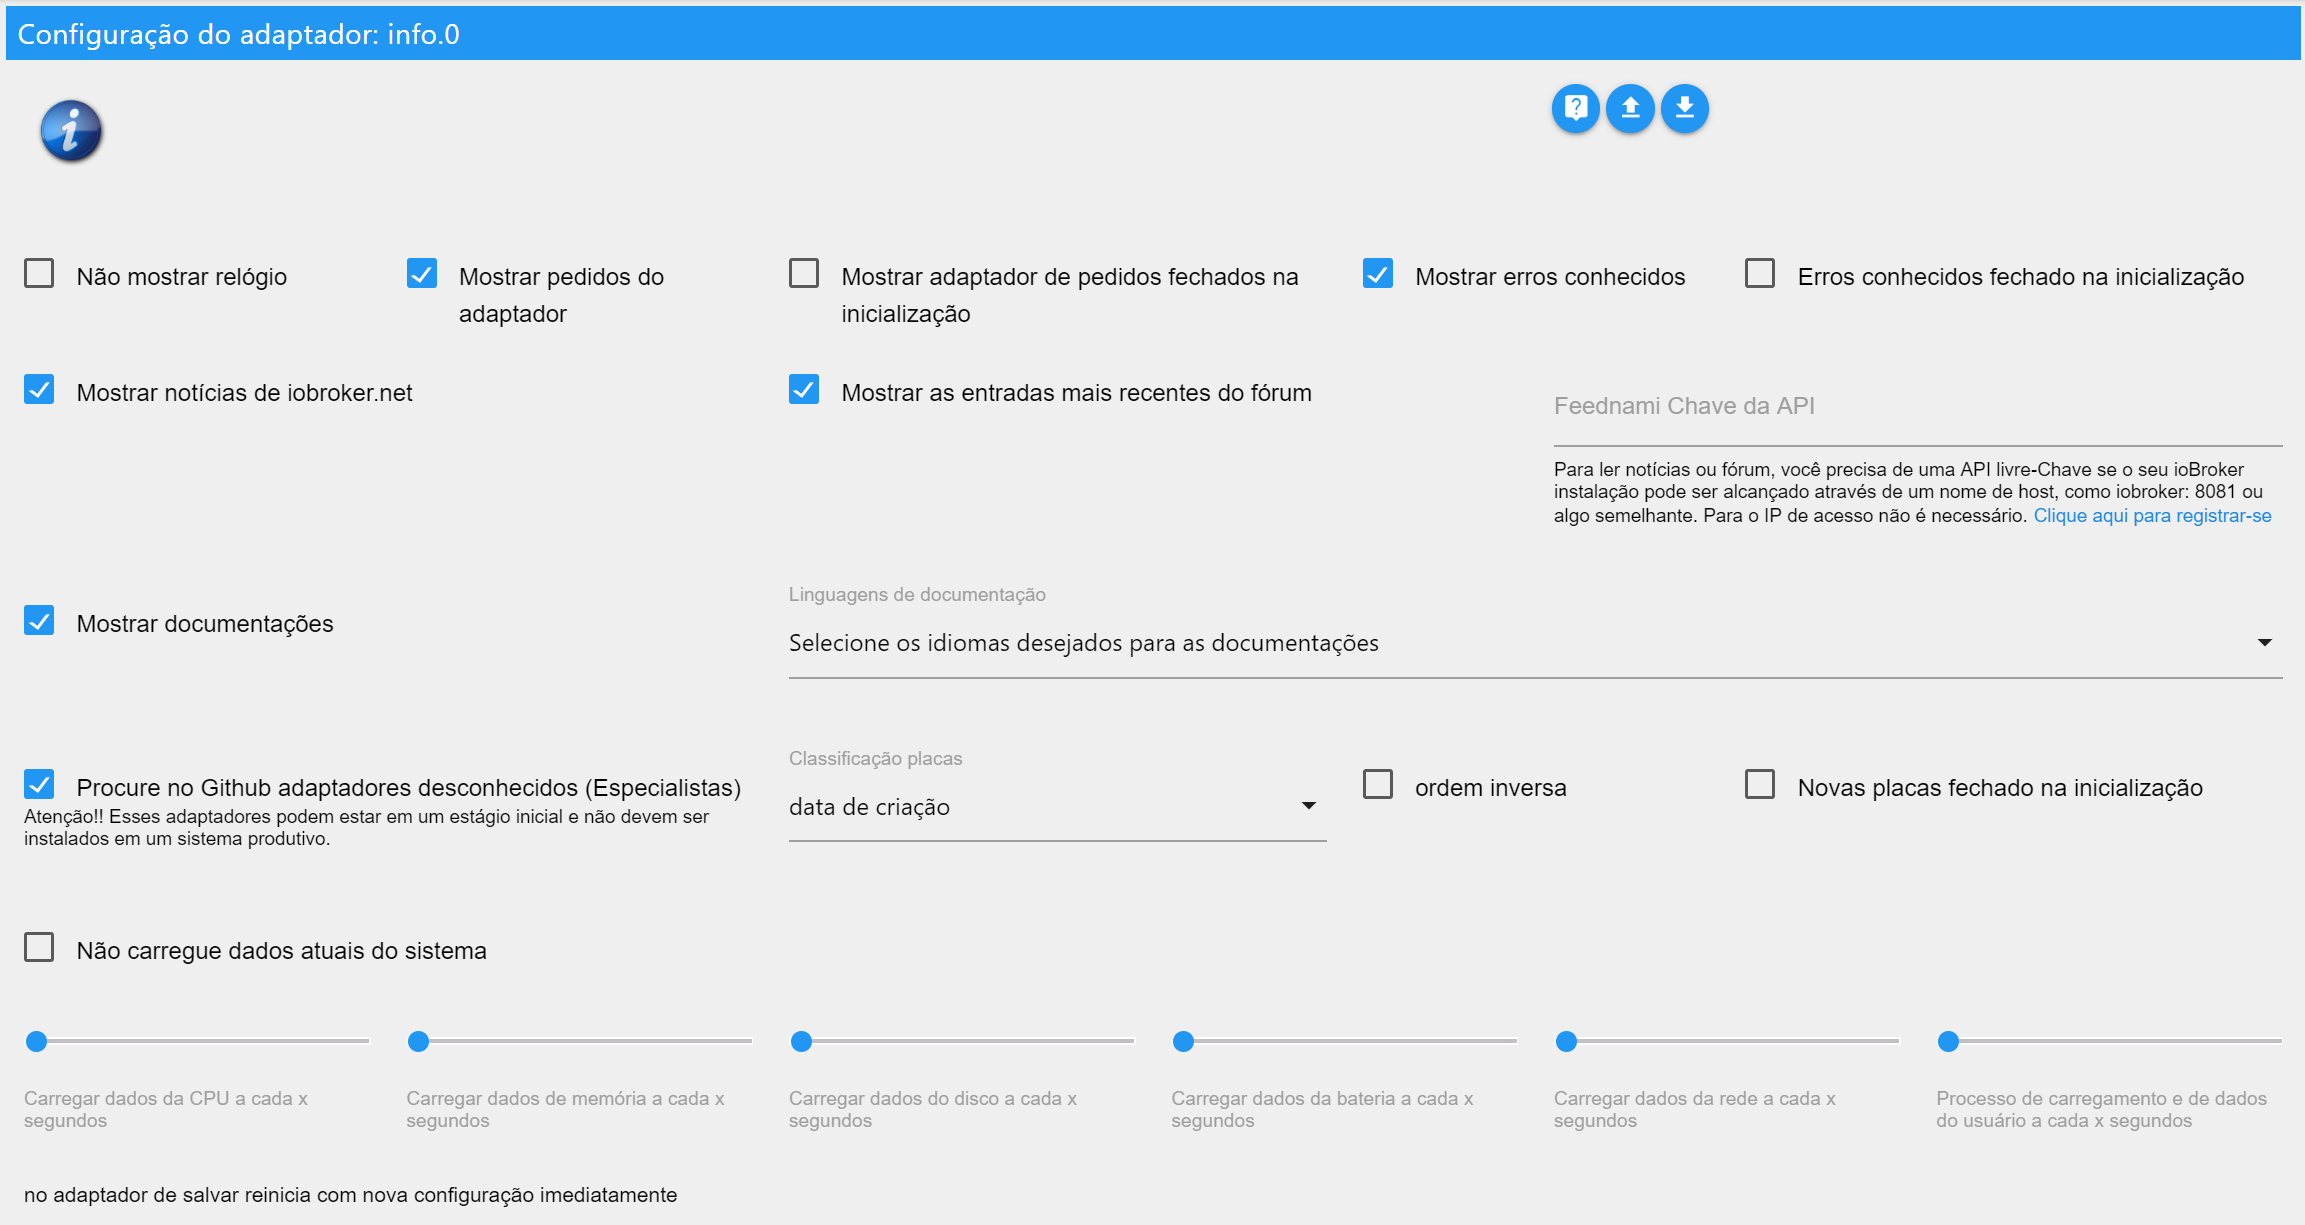 Configuração do adaptador: info.0
Não mostrar relógio
Mostrar pedidos do
adaptador
Mostrar adaptador de pedidos fechados na
inicialização
Mostrar erros conhecidos
Erros conhecidos fechado na inicialização
Mostrar notícias de iobroker.net
Mostrar as entradas mais recentes do fórum
Feednami Chave da API
Para ler notícias ou fórum, você precisa de uma API livre-Chave se o seu ioBroker
instalação pode ser alcançado através de um nome de host, como iobroker: 8081 ou
algo semelhante. Para o IP de acesso não é necessário. Clique aqui para registrar-se
Mostrar documentações
Linguagens de documentação
Selecione os idiomas desejados para as documentações
Procure no Github adaptadores desconhecidos (Especialistas)
Atenção!! Esses adaptadores podem estar em um estágio inicial e não devem ser
instalados em um sistema produtivo.
Classificação placas
data de criação
ordem inversa
Novas placas fechado na inicialização
Não carregue dados atuais do sistema
Carregar dados da CPU a cada x
segundos
Carregar dados de memória a cada x
segundos
Carregar dados do disco a cada x
segundos
Carregar dados da bateria a cada x
segundos
Carregar dados da rede a cada x
segundos
Processo de carregamento e de dados
do usuário a cada x segundos
no adaptador de salvar reinicia com nova configuração imediatamente